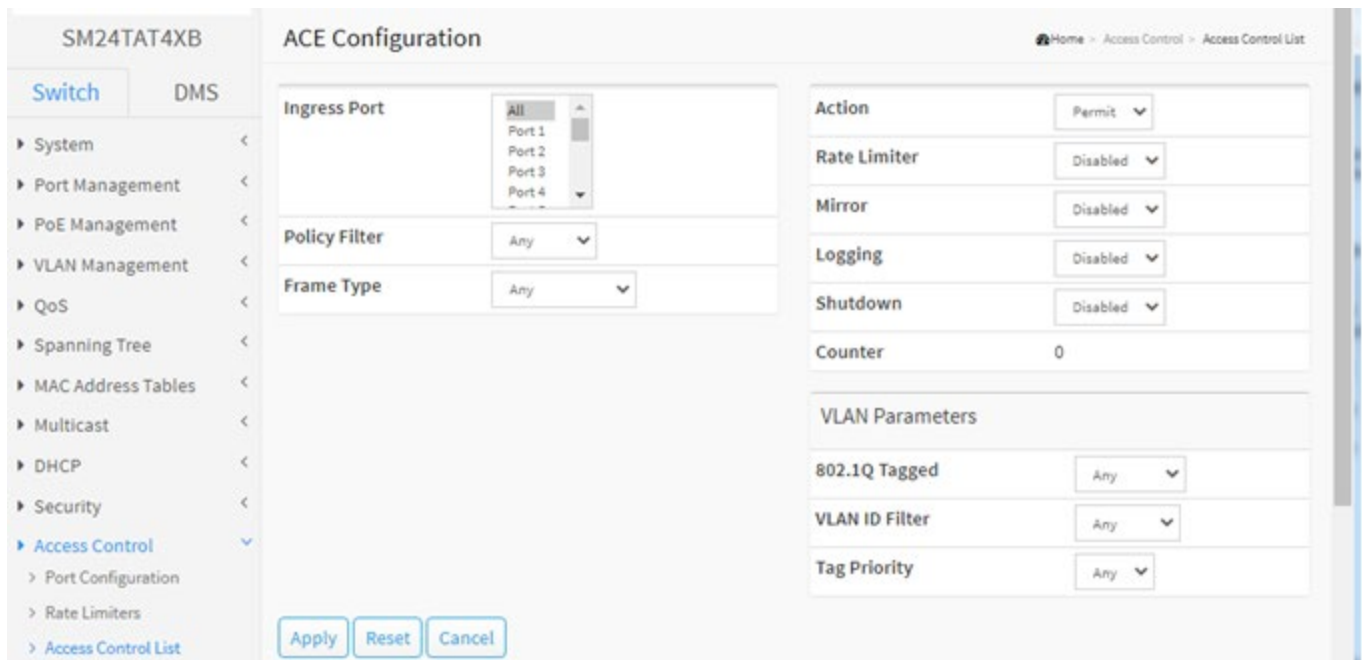 SM24TAT4XB
Switch DMS
System
Port Management
PoE Management
VLAN Management
QoS
Spanning Tree
MAC Address Tables
Multicast
DHCP
Security
Access Control
Port Configuration
Rate Limiters
Access Control List
ACE Configuration
Home > Access Control > Access Control List
Ingress Port
All
Port 1
Port 2
Port 3
Port 4
Policy Filter Any
Frame Type Any
Action Permit
Rate Limiter Disabled
Mirror Disabled
Logging Disabled
Shutdown Disabled
Counter 0
VLAN Parameters
802.1Q Tagged Any
VLAN ID Filter Any
Tag Priority Any
Apply Reset Cancel